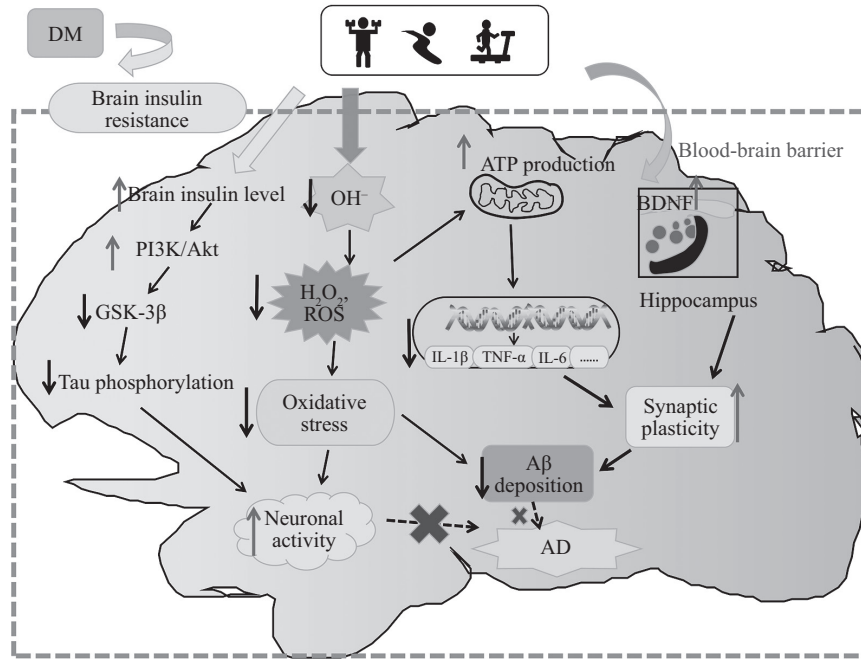 DM
Brain insulin
resistance
Blood-brain barrier
Brain insulin level
PI3K/Akt
GSK-3β
Tau phosphorylation
OH⁻
H₂O₂,
ROS
Oxidative
stress
Neuronal
activity
ATP production
IL-1β
TNF-α
IL-6
......
BDNF
Hippocampus
Synaptic
plasticity
Aβ
deposition
AD